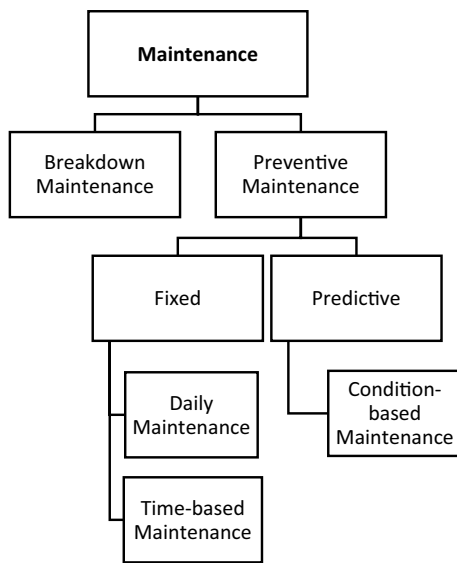 Maintenance
Breakdown
Maintenance
Preventive
Maintenance
Fixed
Predictive
Daily
Maintenance
Condition-
based
Maintenance
Time-based
Maintenance